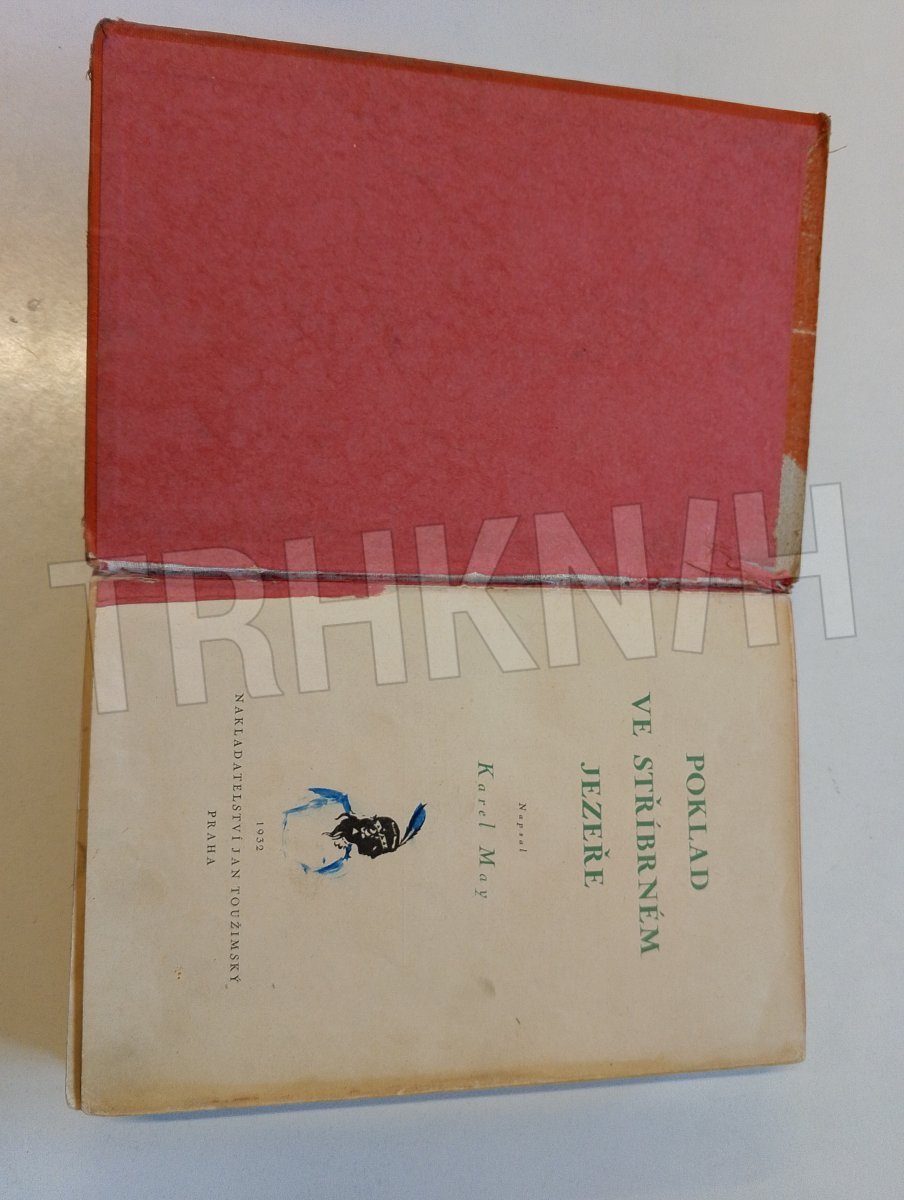 POKLAD
VE STŘÍBRNÉM
JEZEŘE
Napsal
Karel May
1932
NAKLADATELSTVÍ JAN TOUŽIMSKÝ
PRAHA
TRHKNIH